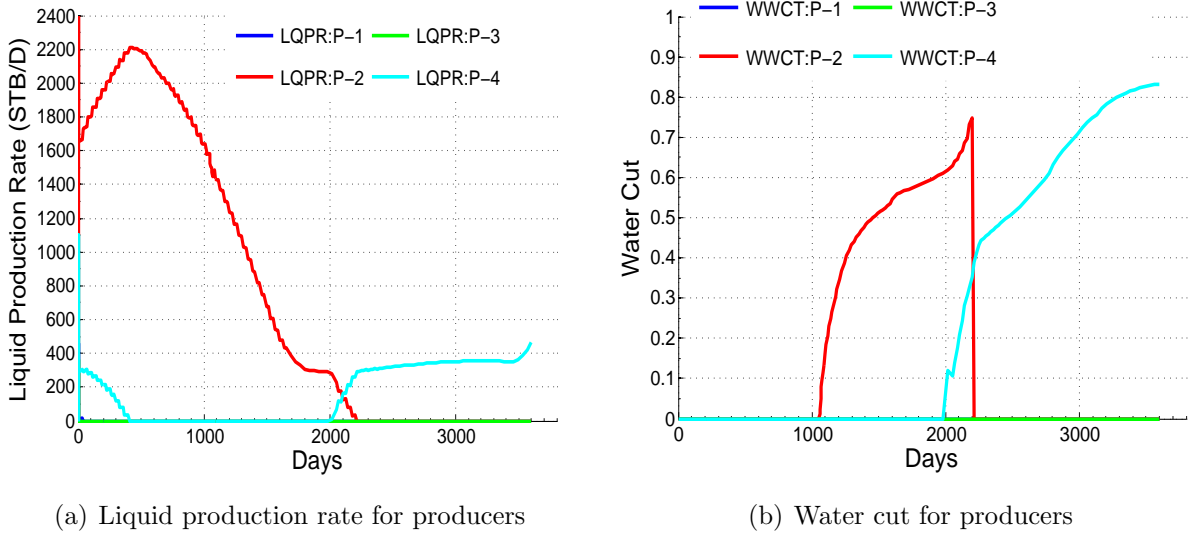 2400
2200
2000
1800
1600
1400
1200
1000
800
600
400
200
0
Liquid Production Rate (STB/D)
LQPR:P−1
LQPR:P−3
LQPR:P−2
LQPR:P−4
0
1000
2000
3000
Days
(a) Liquid production rate for producers
1
0.9
0.8
0.7
0.6
0.5
0.4
0.3
0.2
0.1
0
Water Cut
WWCT:P−1
WWCT:P−3
WWCT:P−2
WWCT:P−4
0
1000
2000
3000
Days
(b) Water cut for producers